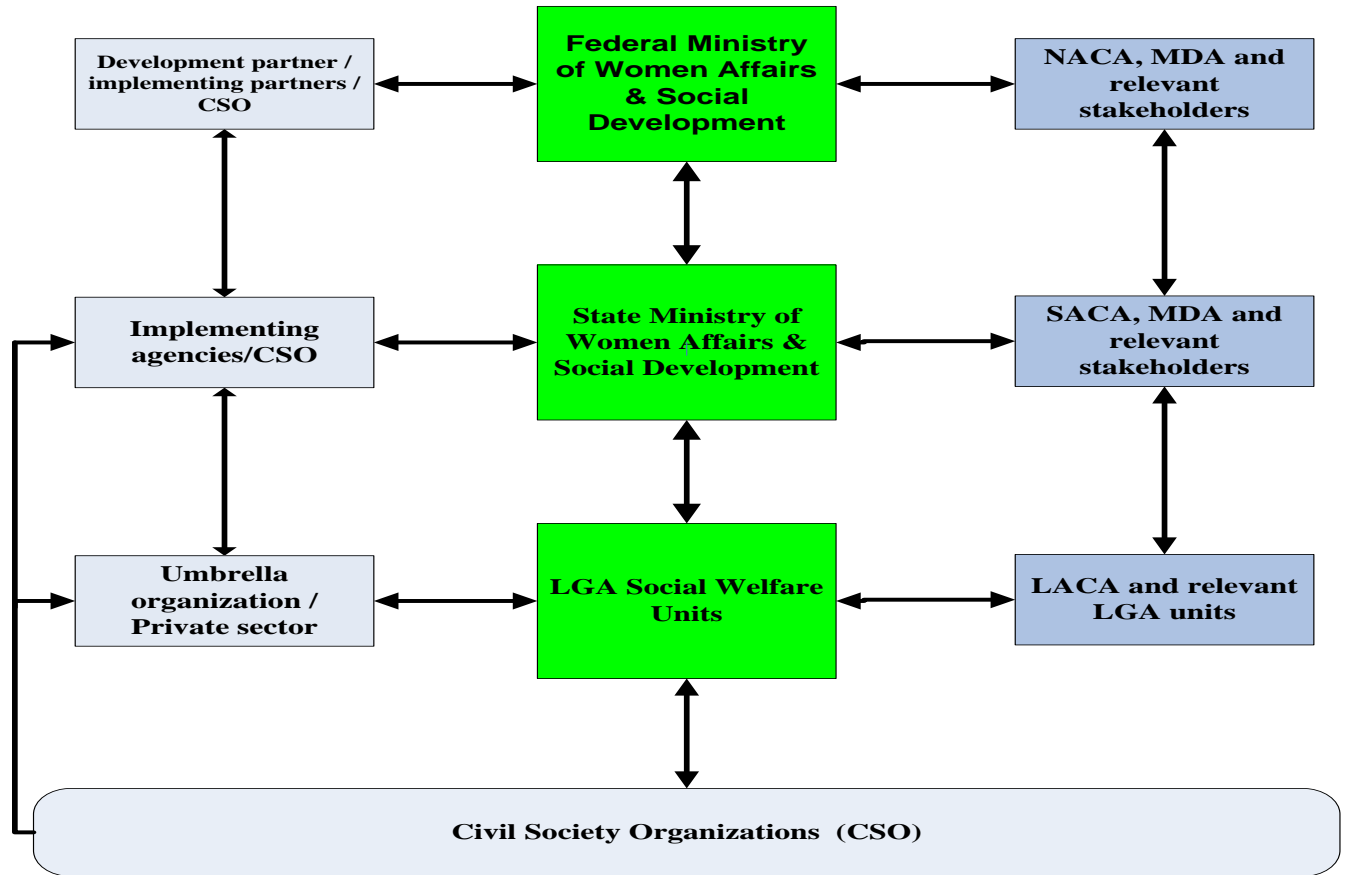 Development partner /
implementing partners /
CSO
Federal Ministry
of Women Affairs
& Social
Development
NACA, MDA and
relevant
stakeholders
Implementing
agencies/CSO
State Ministry of
Women Affairs &
Social Development
SACA, MDA and
relevant
stakeholders
Umbrella
organization /
Private sector
LGA Social Welfare
Units
LACA and relevant
LGA units
Civil Society Organizations (CSO)